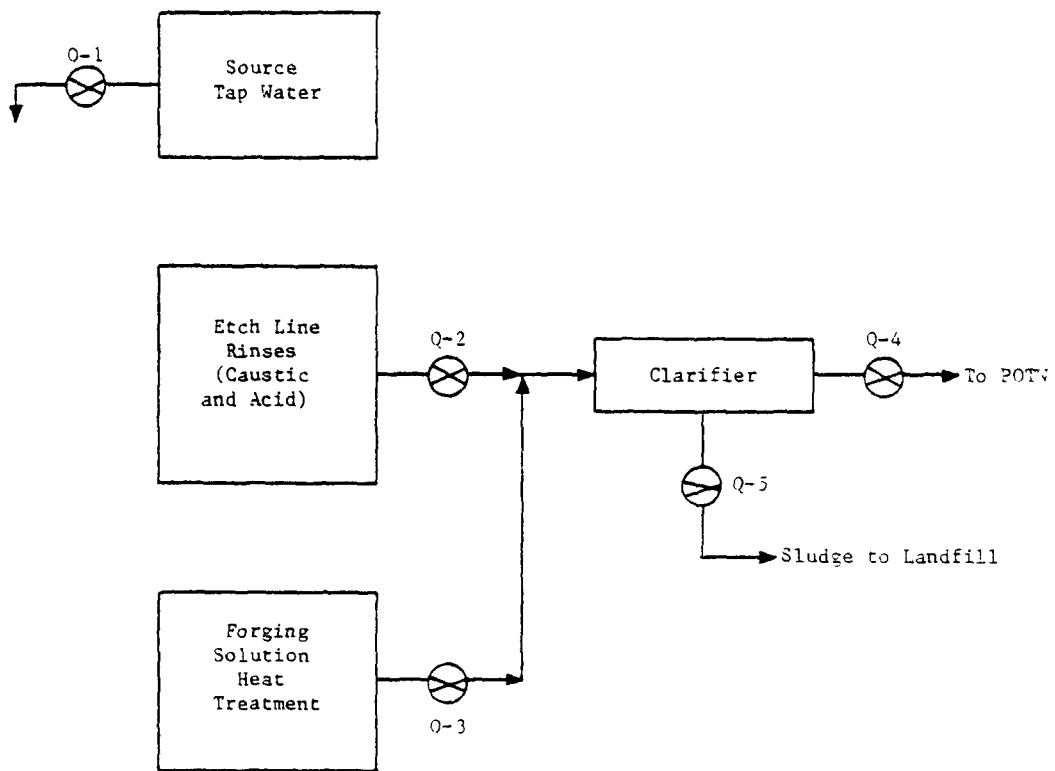 Q-1
Source
Tap Water
Etch Line
Rinses
(Caustic
and Acid)
Q-2
Clarifier
Q-4
To POTW
Q-5
Sludge to Landfill
Forging
Solution
Heat
Treatment
Q-3